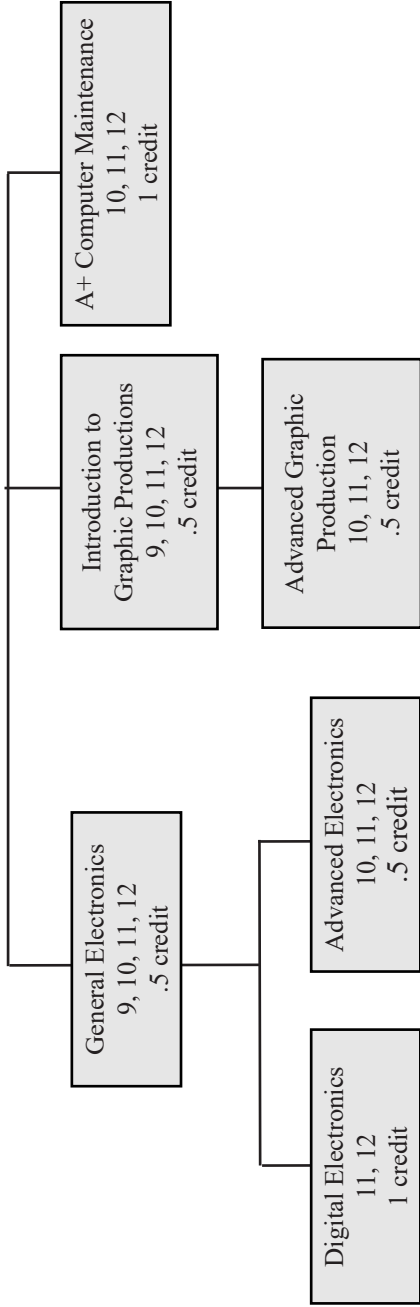 General Electronics
9, 10, 11, 12
.5 credit
Introduction to
Graphic Productions
9, 10, 11, 12
.5 credit
A+ Computer Maintenance
10, 11, 12
1 credit
Digital Electronics
11, 12
1 credit
Advanced Electronics
10, 11, 12
.5 credit
Advanced Graphic
Production
10, 11, 12
.5 credit